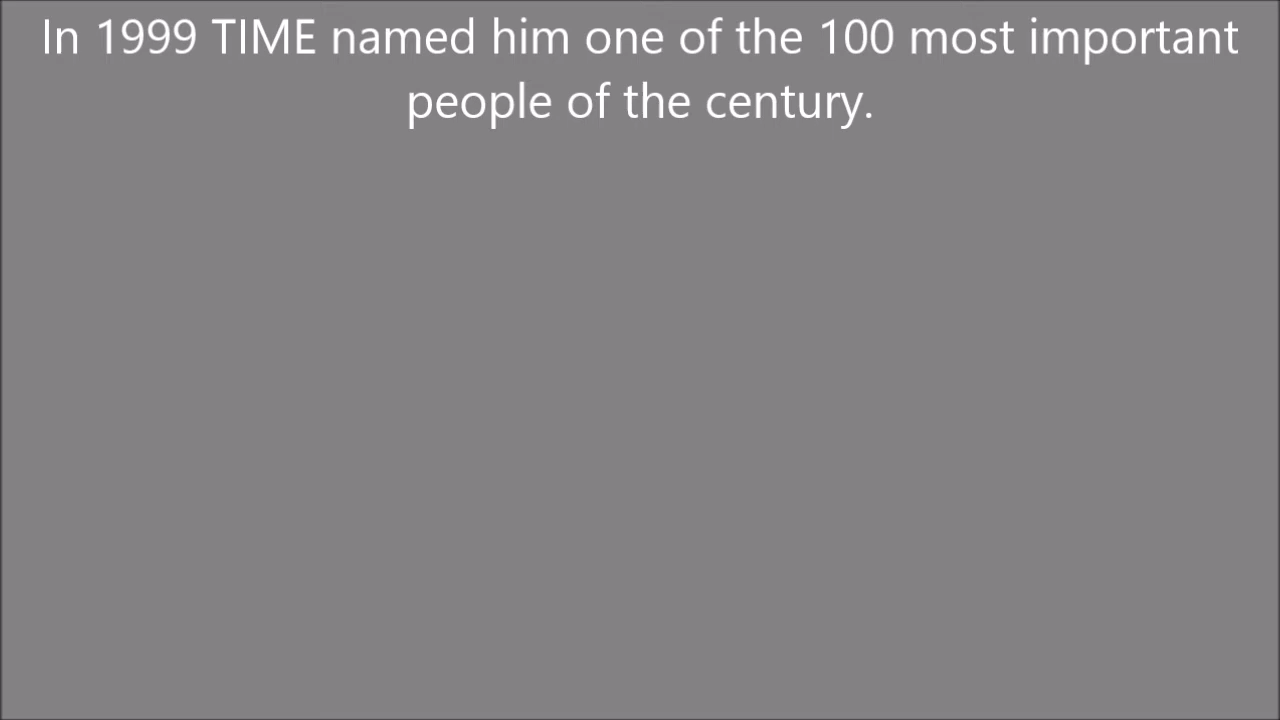 In 1999 TIME named him one of the 100 most important
people of the century.